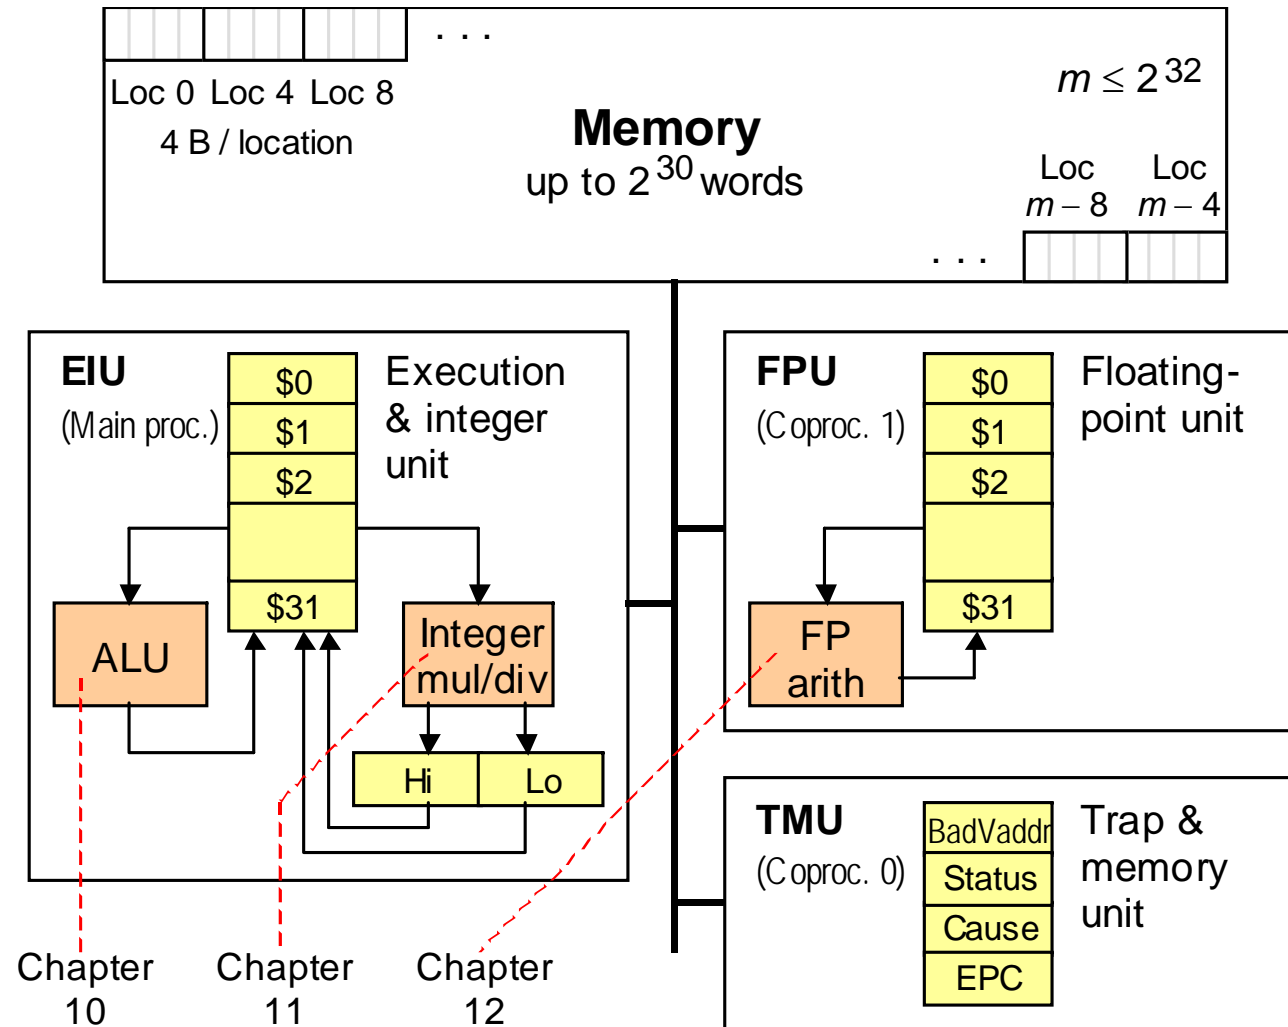 . . .
Loc 0 Loc 4 Loc 8
4 B / location
m ≤ 2^32
Memory
up to 2^30 words
Loc
m – 8
Loc
m – 4
. . .
EIU
(Main proc.)
$0
$1
$2
$31
Execution
& integer
unit
ALU
Integer
mul/div
Hi
Lo
FPU
(Coproc. 1)
$0
$1
$2
$31
Floating-
point unit
FP
arith
TMU
(Coproc. 0)
BadVaddr
Status
Cause
EPC
Trap &
memory
unit
Chapter
10
Chapter
11
Chapter
12